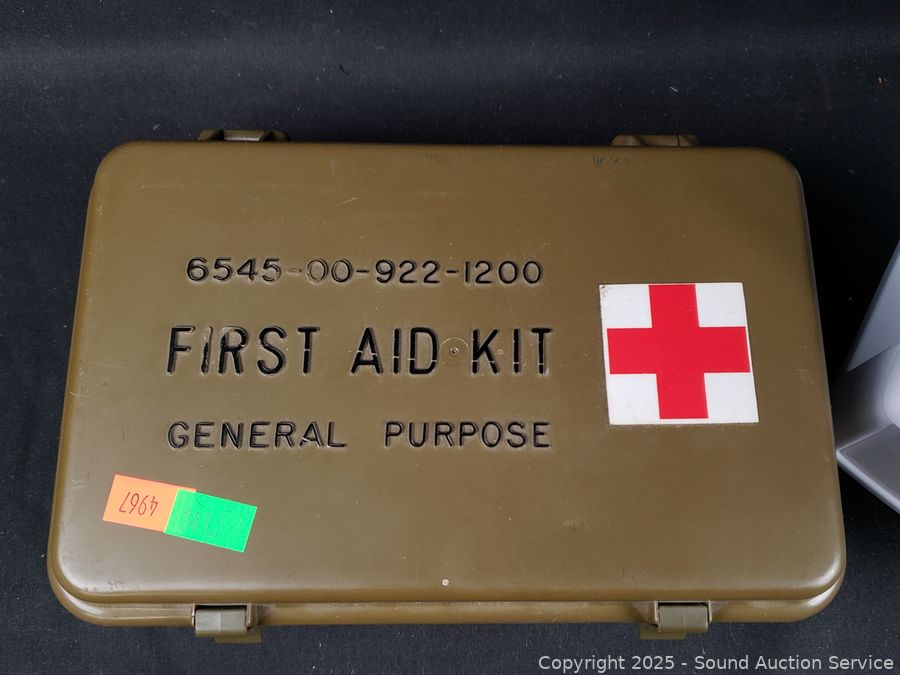 6545-00-922-1200
FIRST AID KIT
GENERAL PURPOSE
4967
Copyright 2025 - Sound Auction Service